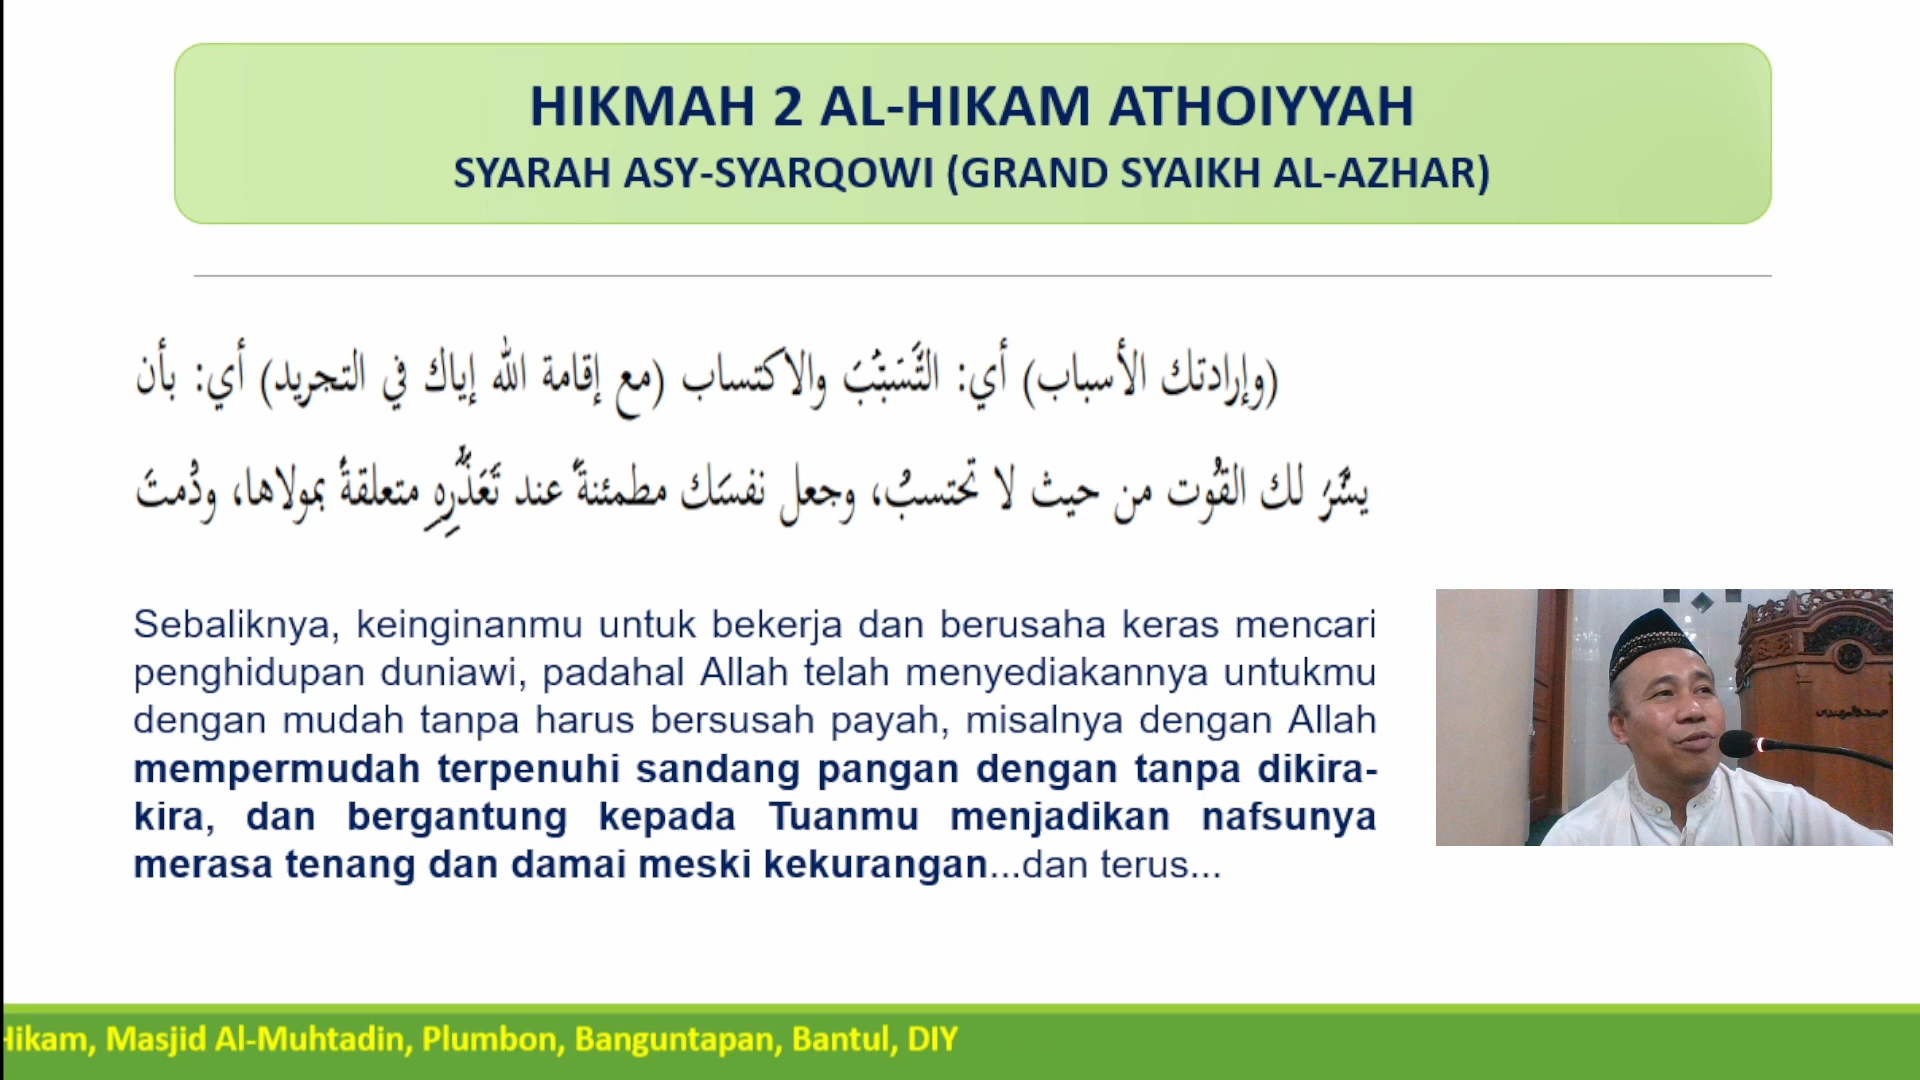 HIKMAH 2 AL-HIKAM ATHOIYYAH
SYARAH ASY-SYARQOWI (GRAND SYAIKH AL-AZHAR)
(وإرادتك الأسباب) أي: التَّسَبُّبَ والاكتساب (مع إقامة الله إياك في التجريد) أي: بأن
يسَّرَ لك القُوت من حيث لا تحتسبُ، وجعل نفسَك مطمئنةً عند تَعَذُّرِهِ متعلقةً بمولاها، ودُمتَ
Sebaliknya, keinginanmu untuk bekerja dan berusaha keras mencari
penghidupan duniawi, padahal Allah telah menyediakannya untukmu
dengan mudah tanpa harus bersusah payah, misalnya dengan Allah
mempermudah terpenuhi sandang pangan dengan tanpa dikira-
kira, dan bergantung kepada Tuanmu menjadikan nafsunya
merasa tenang dan damai meski kekurangan...dan terus...
Hikam, Masjid Al-Muhtadin, Plumbon, Banguntapan, Bantul, DIY